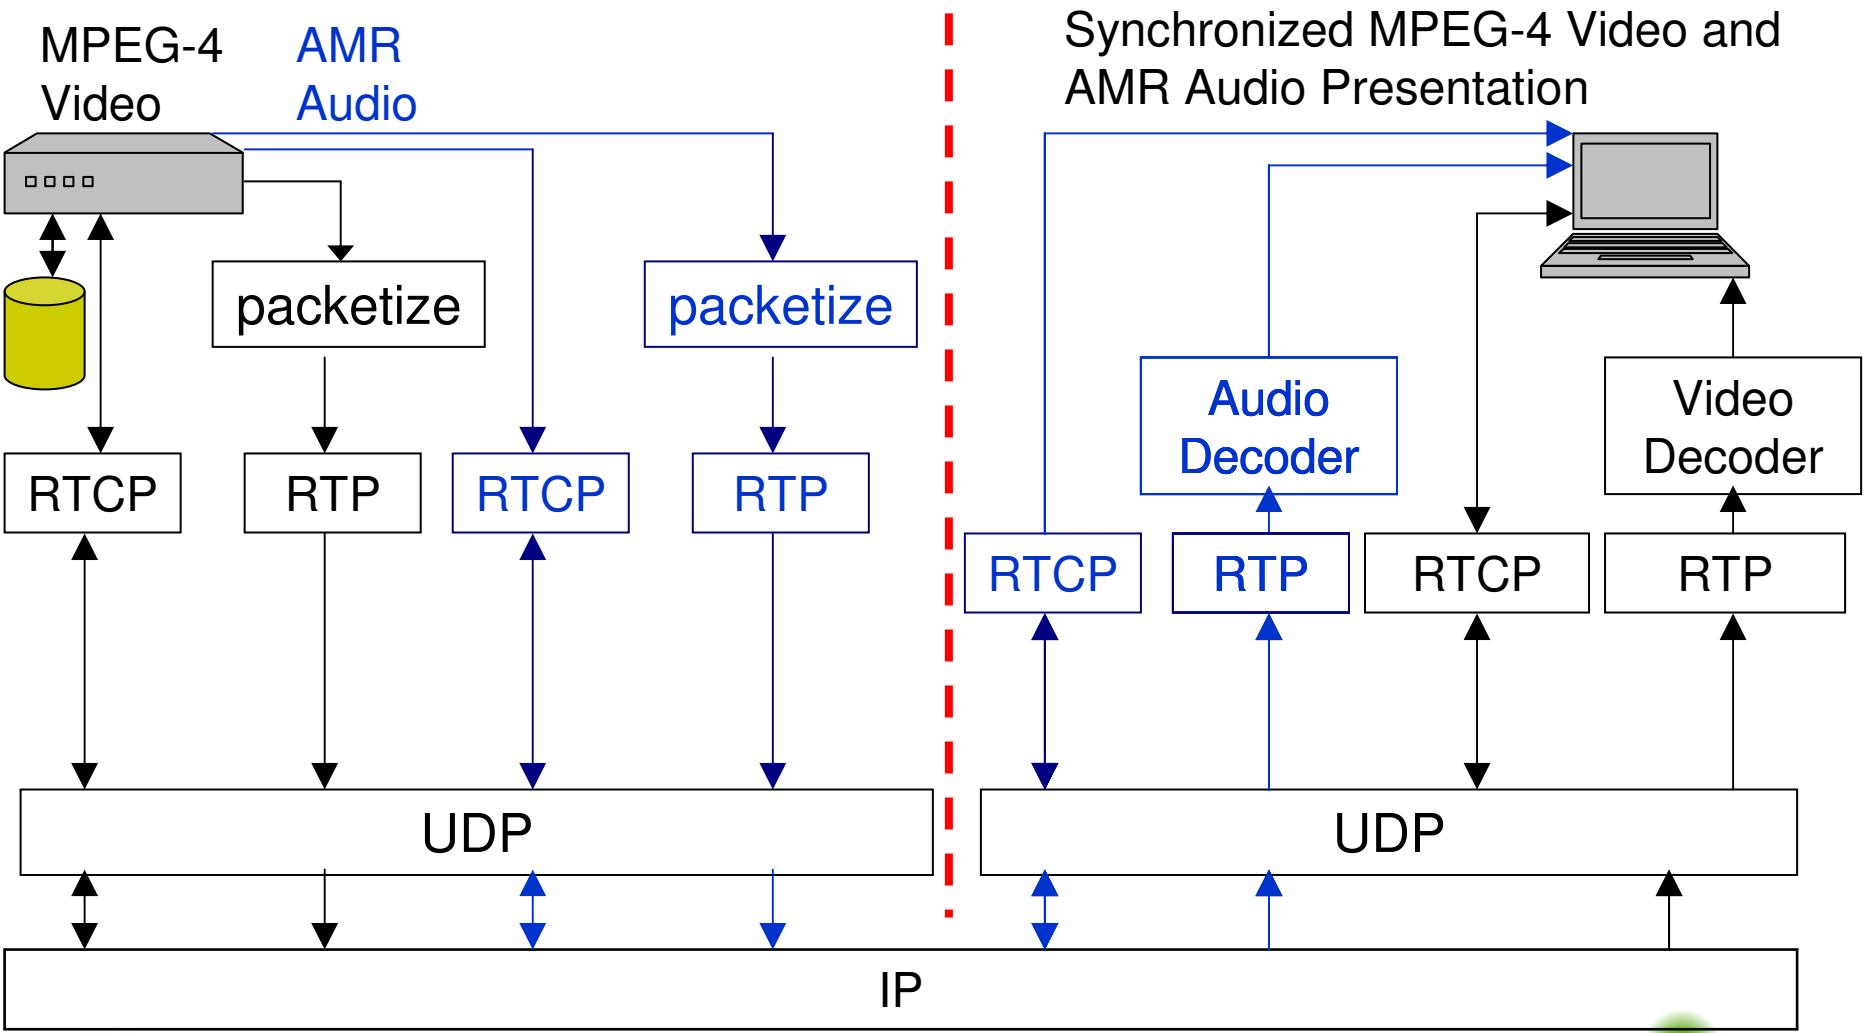 MPEG-4
Video
AMR
Audio
Synchronized MPEG-4 Video and
AMR Audio Presentation
packetize
packetize
Audio
Decoder
Video
Decoder
RTCP
RTP
RTCP
RTP
RTCP
RTP
RTCP
RTP
UDP
UDP
IP